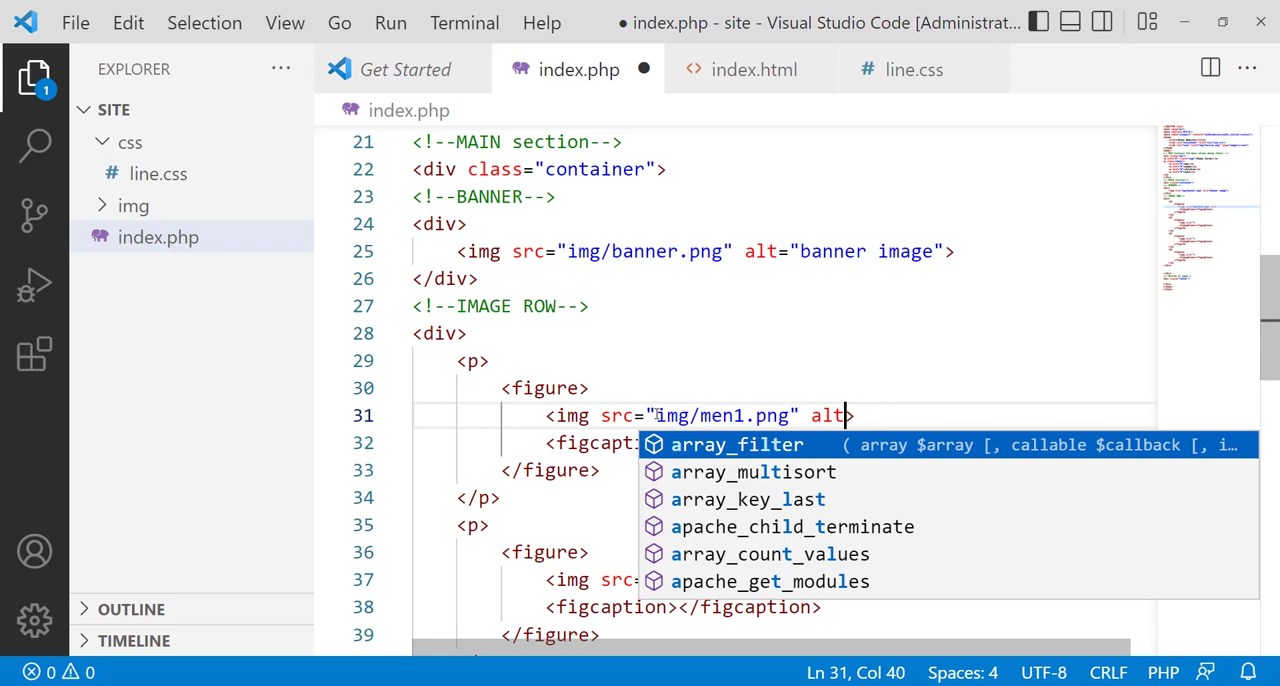 File Edit Selection View Go Run Terminal Help ● index.php - site - Visual Studio Code [Administrat...
EXPLORER ...
Get Started index.php ● <> index.html # line.css ...
1
SITE
index.php
css
# line.css
img
index.php
21 <!--MAIN section-->
22 <div class="container">
23 <!--BANNER-->
24 <div>
25 <img src="img/banner.png" alt="banner image">
26 </div>
27 <!--IMAGE ROW-->
28 <div>
29 <p>
30 <figure>
31 <img src="img/men1.png" alt>
32 <figcapti
33 </figure>
34 </p>
35 <p>
36 <figure>
37 <img src=
38 <figcaption></figcaption>
39 </figure>
array_filter ( array $array [, callable $callback [, i...
array_multisort
array_key_last
apache_child_terminate
array_count_values
apache_get_modules
OUTLINE
TIMELINE
0 0 Ln 31, Col 40 Spaces: 4 UTF-8 CRLF PHP